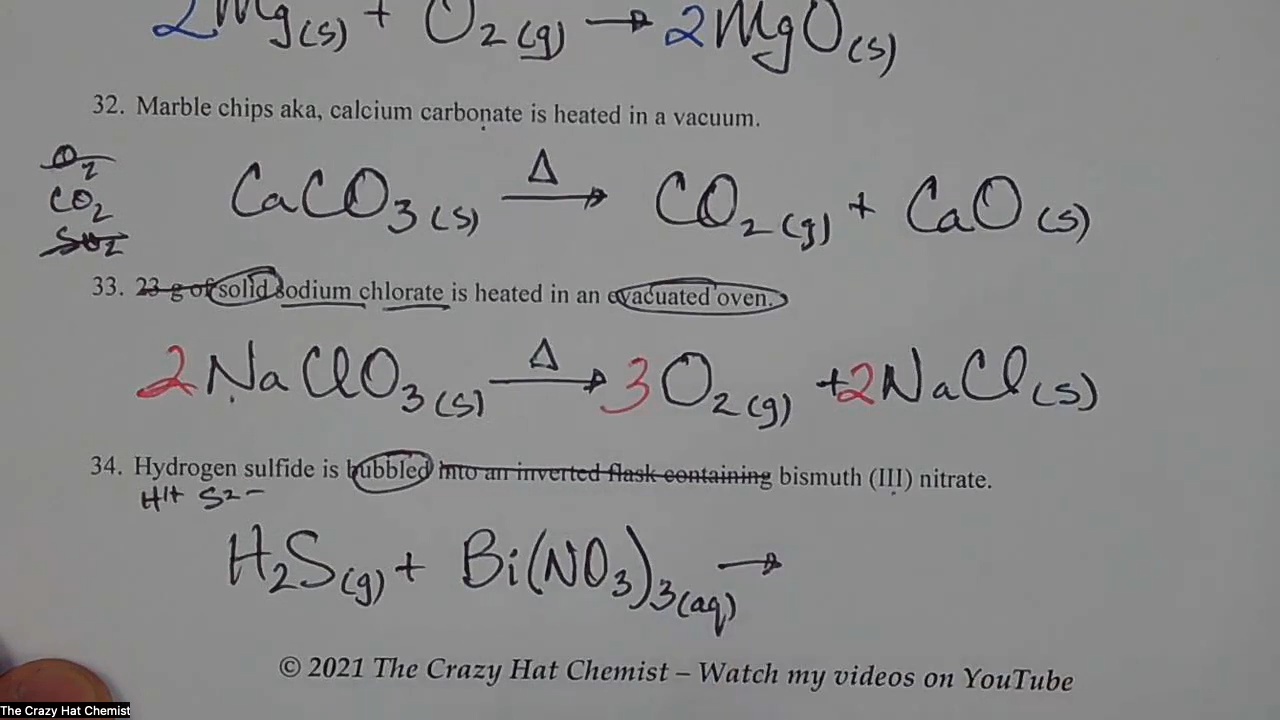 2Mg(s) + O2(g) → 2MgO(s)
32. Marble chips aka, calcium carbonate is heated in a vacuum.
O2
CO2
SO2
CaCO3(s) Δ→ CO2(g) + CaO(s)
33. 23 g of solid sodium chlorate is heated in an evacuated oven.
2NaClO3(s) Δ→ 3O2(g) + 2NaCl(s)
34. Hydrogen sulfide is bubbled into an inverted flask containing bismuth (III) nitrate.
H1+ S2−
H2S(g) + Bi(NO3)3(aq) →
© 2021 The Crazy Hat Chemist – Watch my videos on YouTube
The Crazy Hat Chemist